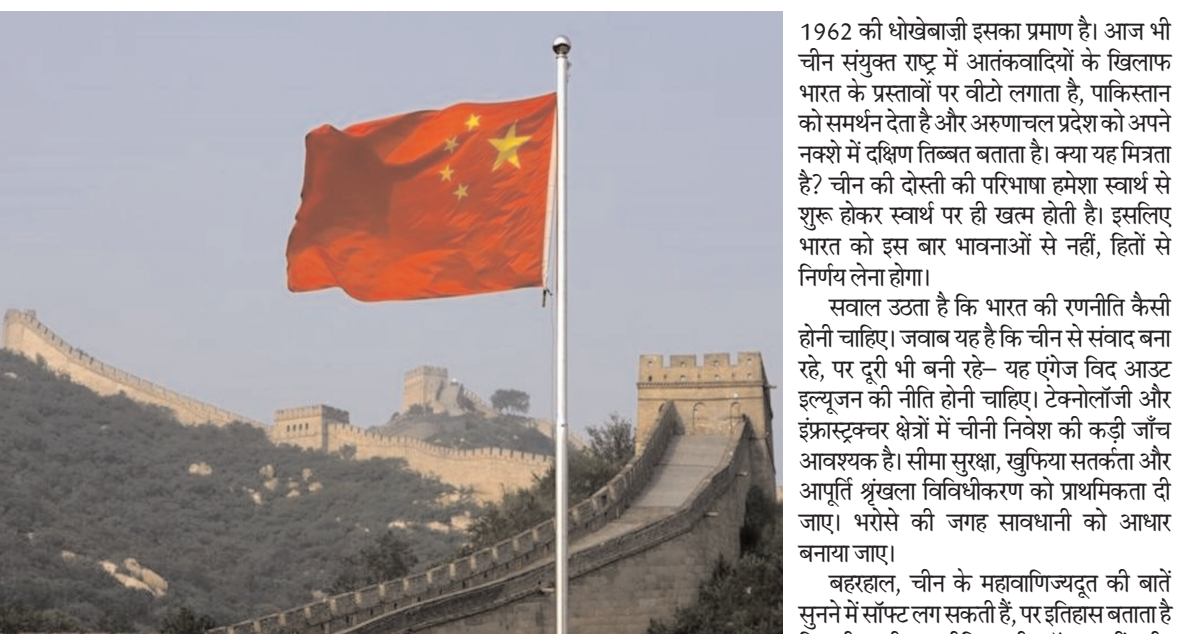 1962 की धोखेबाज़ी इसका प्रमाण है। आज भी
चीन संयुक्त राष्ट्र में आतंकवादियों के खिलाफ
भारत के प्रस्तावों पर वीटो लगाता है, पाकिस्तान
को समर्थन देता है और अरुणाचल प्रदेश को अपने
नक्शे में दक्षिण तिब्बत बताता है। क्या यह मित्रता
है? चीन की दोस्ती की परिभाषा हमेशा स्वार्थ से
शुरू होकर स्वार्थ पर ही खत्म होती है। इसलिए
भारत को इस बार भावनाओं से नहीं, हितों से
निर्णय लेना होगा।
सवाल उठता है कि भारत की रणनीति कैसी
होनी चाहिए। जवाब यह है कि चीन से संवाद बना
रहे, पर दूरी भी बनी रहे– यह एंगेज विद आउट
इल्यूजन की नीति होनी चाहिए। टेक्नोलॉजी और
इंफ्रास्ट्रक्चर क्षेत्रों में चीनी निवेश की कड़ी जाँच
आवश्यक है। सीमा सुरक्षा, खुफिया सतर्कता और
आपूर्ति श्रृंखला विविधीकरण को प्राथमिकता दी
जाए। भरोसे की जगह सावधानी को आधार
बनाया जाए।
बहरहाल, चीन के महावाणिज्यदूत की बातें
सुनने में सॉफ्ट लग सकती हैं, पर इतिहास बताता है